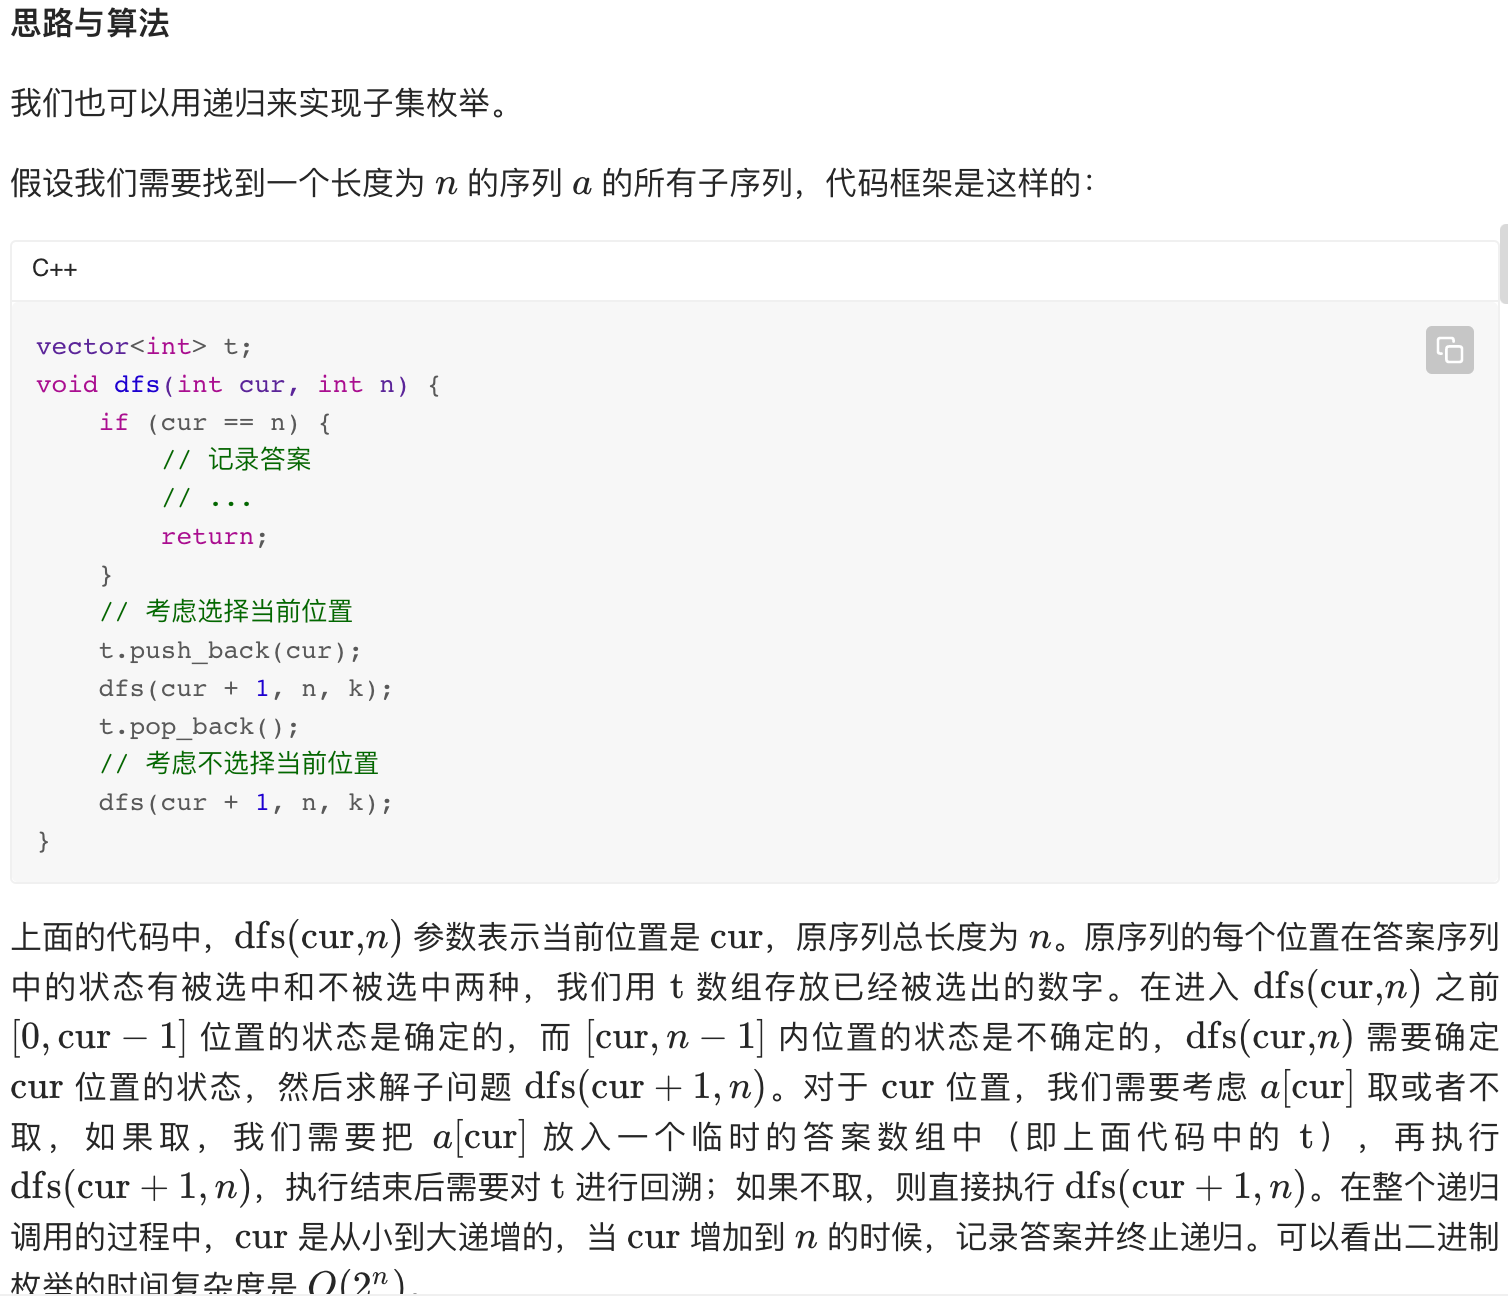 思路与算法
我们也可以用递归来实现子集枚举。
假设我们需要找到一个长度为 n 的序列 a 的所有子序列，代码框架是这样的：
C++
vector<int> t;
void dfs(int cur, int n) {
    if (cur == n) {
        // 记录答案
        // ...
        return;
    }
    // 考虑选择当前位置
    t.push_back(cur);
    dfs(cur + 1, n, k);
    t.pop_back();
    // 考虑不选择当前位置
    dfs(cur + 1, n, k);
}
上面的代码中，dfs(cur,n) 参数表示当前位置是 cur，原序列总长度为 n。原序列的每个位置在答案序列
中的状态有被选中和不被选中两种，我们用 t 数组存放已经被选出的数字。在进入 dfs(cur,n) 之前
[0, cur − 1] 位置的状态是确定的，而 [cur, n − 1] 内位置的状态是不确定的，dfs(cur,n) 需要确定
cur 位置的状态，然后求解子问题 dfs(cur + 1, n)。对于 cur 位置，我们需要考虑 a[cur] 取或者不
取，如果取，我们需要把 a[cur] 放入一个临时的答案数组中（即上面代码中的 t），再执行
dfs(cur + 1, n)，执行结束后需要对 t 进行回溯；如果不取，则直接执行 dfs(cur + 1, n)。在整个递归
调用的过程中，cur 是从小到大递增的，当 cur 增加到 n 的时候，记录答案并终止递归。可以看出二进制
枚举的时间复杂度是 O(2ⁿ)。